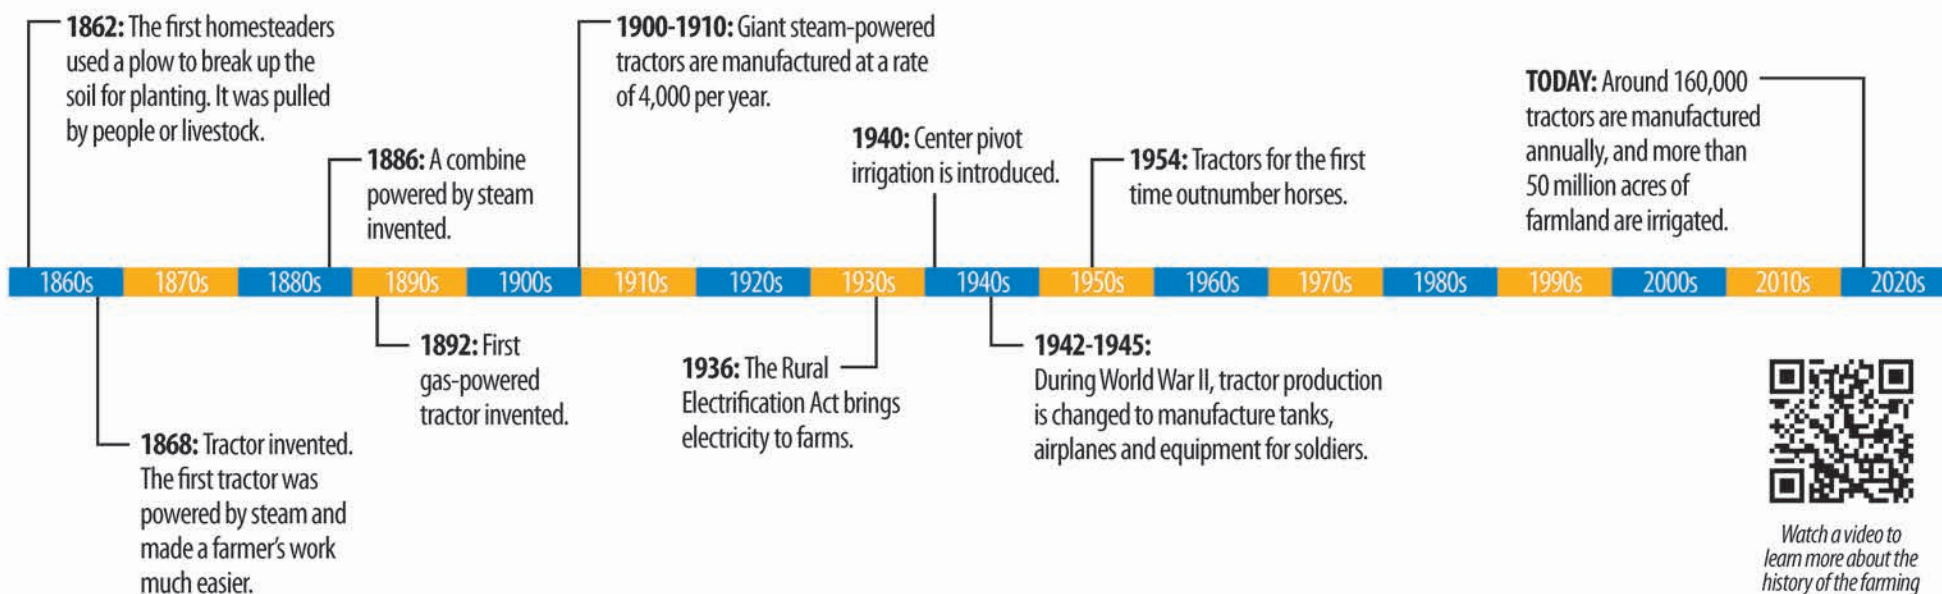 1862: The first homesteaders
used a plow to break up the
soil for planting. It was pulled
by people or livestock.
1886: A combine
powered by steam
invented.
1900-1910: Giant steam-powered
tractors are manufactured at a rate
of 4,000 per year.
1940: Center pivot
irrigation is introduced.
1954: Tractors for the first
time outnumber horses.
TODAY: Around 160,000
tractors are manufactured
annually, and more than
50 million acres of
farmland are irrigated.
1860s 1870s 1880s 1890s 1900s 1910s 1920s 1930s 1940s 1950s 1960s 1970s 1980s 1990s 2000s 2010s 2020s
1868: Tractor invented.
The first tractor was
powered by steam and
made a farmer's work
much easier.
1892: First
gas-powered
tractor invented.
1936: The Rural
Electrification Act brings
electricity to farms.
1942-1945:
During World War II, tractor production
is changed to manufacture tanks,
airplanes and equipment for soldiers.
Watch a video to
learn more about the
history of the farming